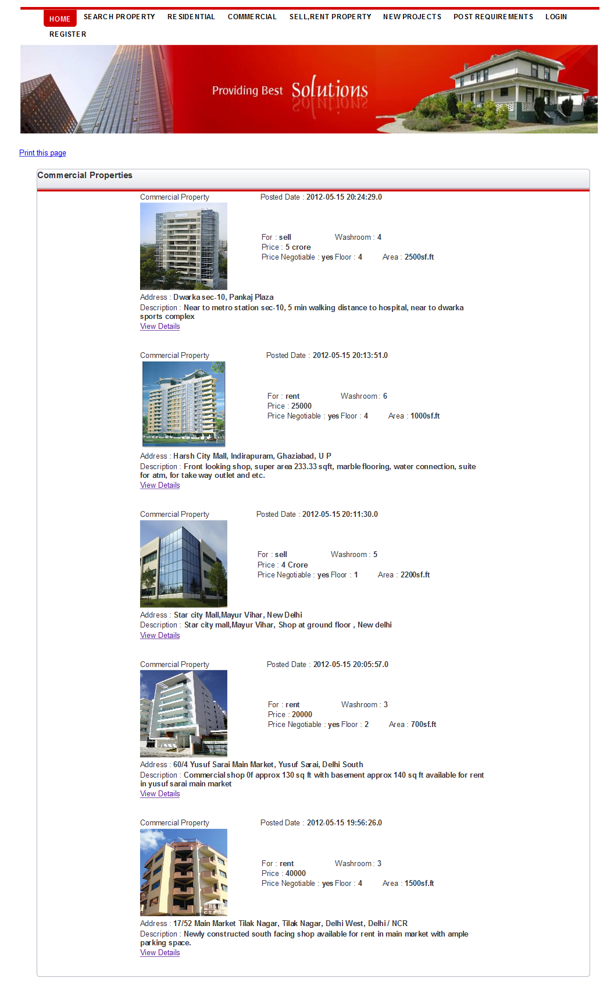 HOME SEARCH PROPERTY RESIDENTIAL COMMERCIAL SELL,RENT PROPERTY NEW PROJECTS POST REQUIREMENTS LOGIN
REGISTER
Providing Best Solutions
Print this page
Commercial Properties
Commercial Property Posted Date : 2012-05-15 20:24:29.0
For : sell Washroom : 4
Price : 5 crore
Price Negotiable : yes Floor : 4 Area : 2500sf.ft
Address : Dwarka sec-10, Pankaj Plaza
Description : Near to metro station sec-10, 5 min walking distance to hospital, near to dwarka
sports complex
View Details
Commercial Property Posted Date : 2012-05-15 20:13:51.0
For : rent Washroom : 6
Price : 25000
Price Negotiable : yes Floor : 4 Area : 1000sf.ft
Address : Harsh City Mall, Indirapuram, Ghaziabad, U P
Description : Front looking shop, super area 233.33 sqft, marble flooring, water connection, suite
for atm, for take way outlet and etc.
View Details
Commercial Property Posted Date : 2012-05-15 20:11:30.0
For : sell Washroom : 5
Price : 4 Crore
Price Negotiable : yes Floor : 1 Area : 2200sf.ft
Address : Star city Mall,Mayur Vihar, New Delhi
Description : Star city mall,Mayur Vihar, Shop at ground floor , New delhi
View Details
Commercial Property Posted Date : 2012-05-15 20:05:57.0
For : rent Washroom : 3
Price : 20000
Price Negotiable : yes Floor : 2 Area : 700sf.ft
Address : 60/4 Yusuf Sarai Main Market, Yusuf Sarai, Delhi South
Description : Commercial shop 0f approx 130 sq ft with basement approx 140 sq ft available for rent
in yusuf sarai main market
View Details
Commercial Property Posted Date : 2012-05-15 19:56:26.0
For : rent Washroom : 3
Price : 40000
Price Negotiable : yes Floor : 4 Area : 1500sf.ft
Address : 17/52 Main Market Tilak Nagar, Tilak Nagar, Delhi West, Delhi / NCR
Description : Newly constructed south facing shop available for rent in main market with ample
parking space.
View Details